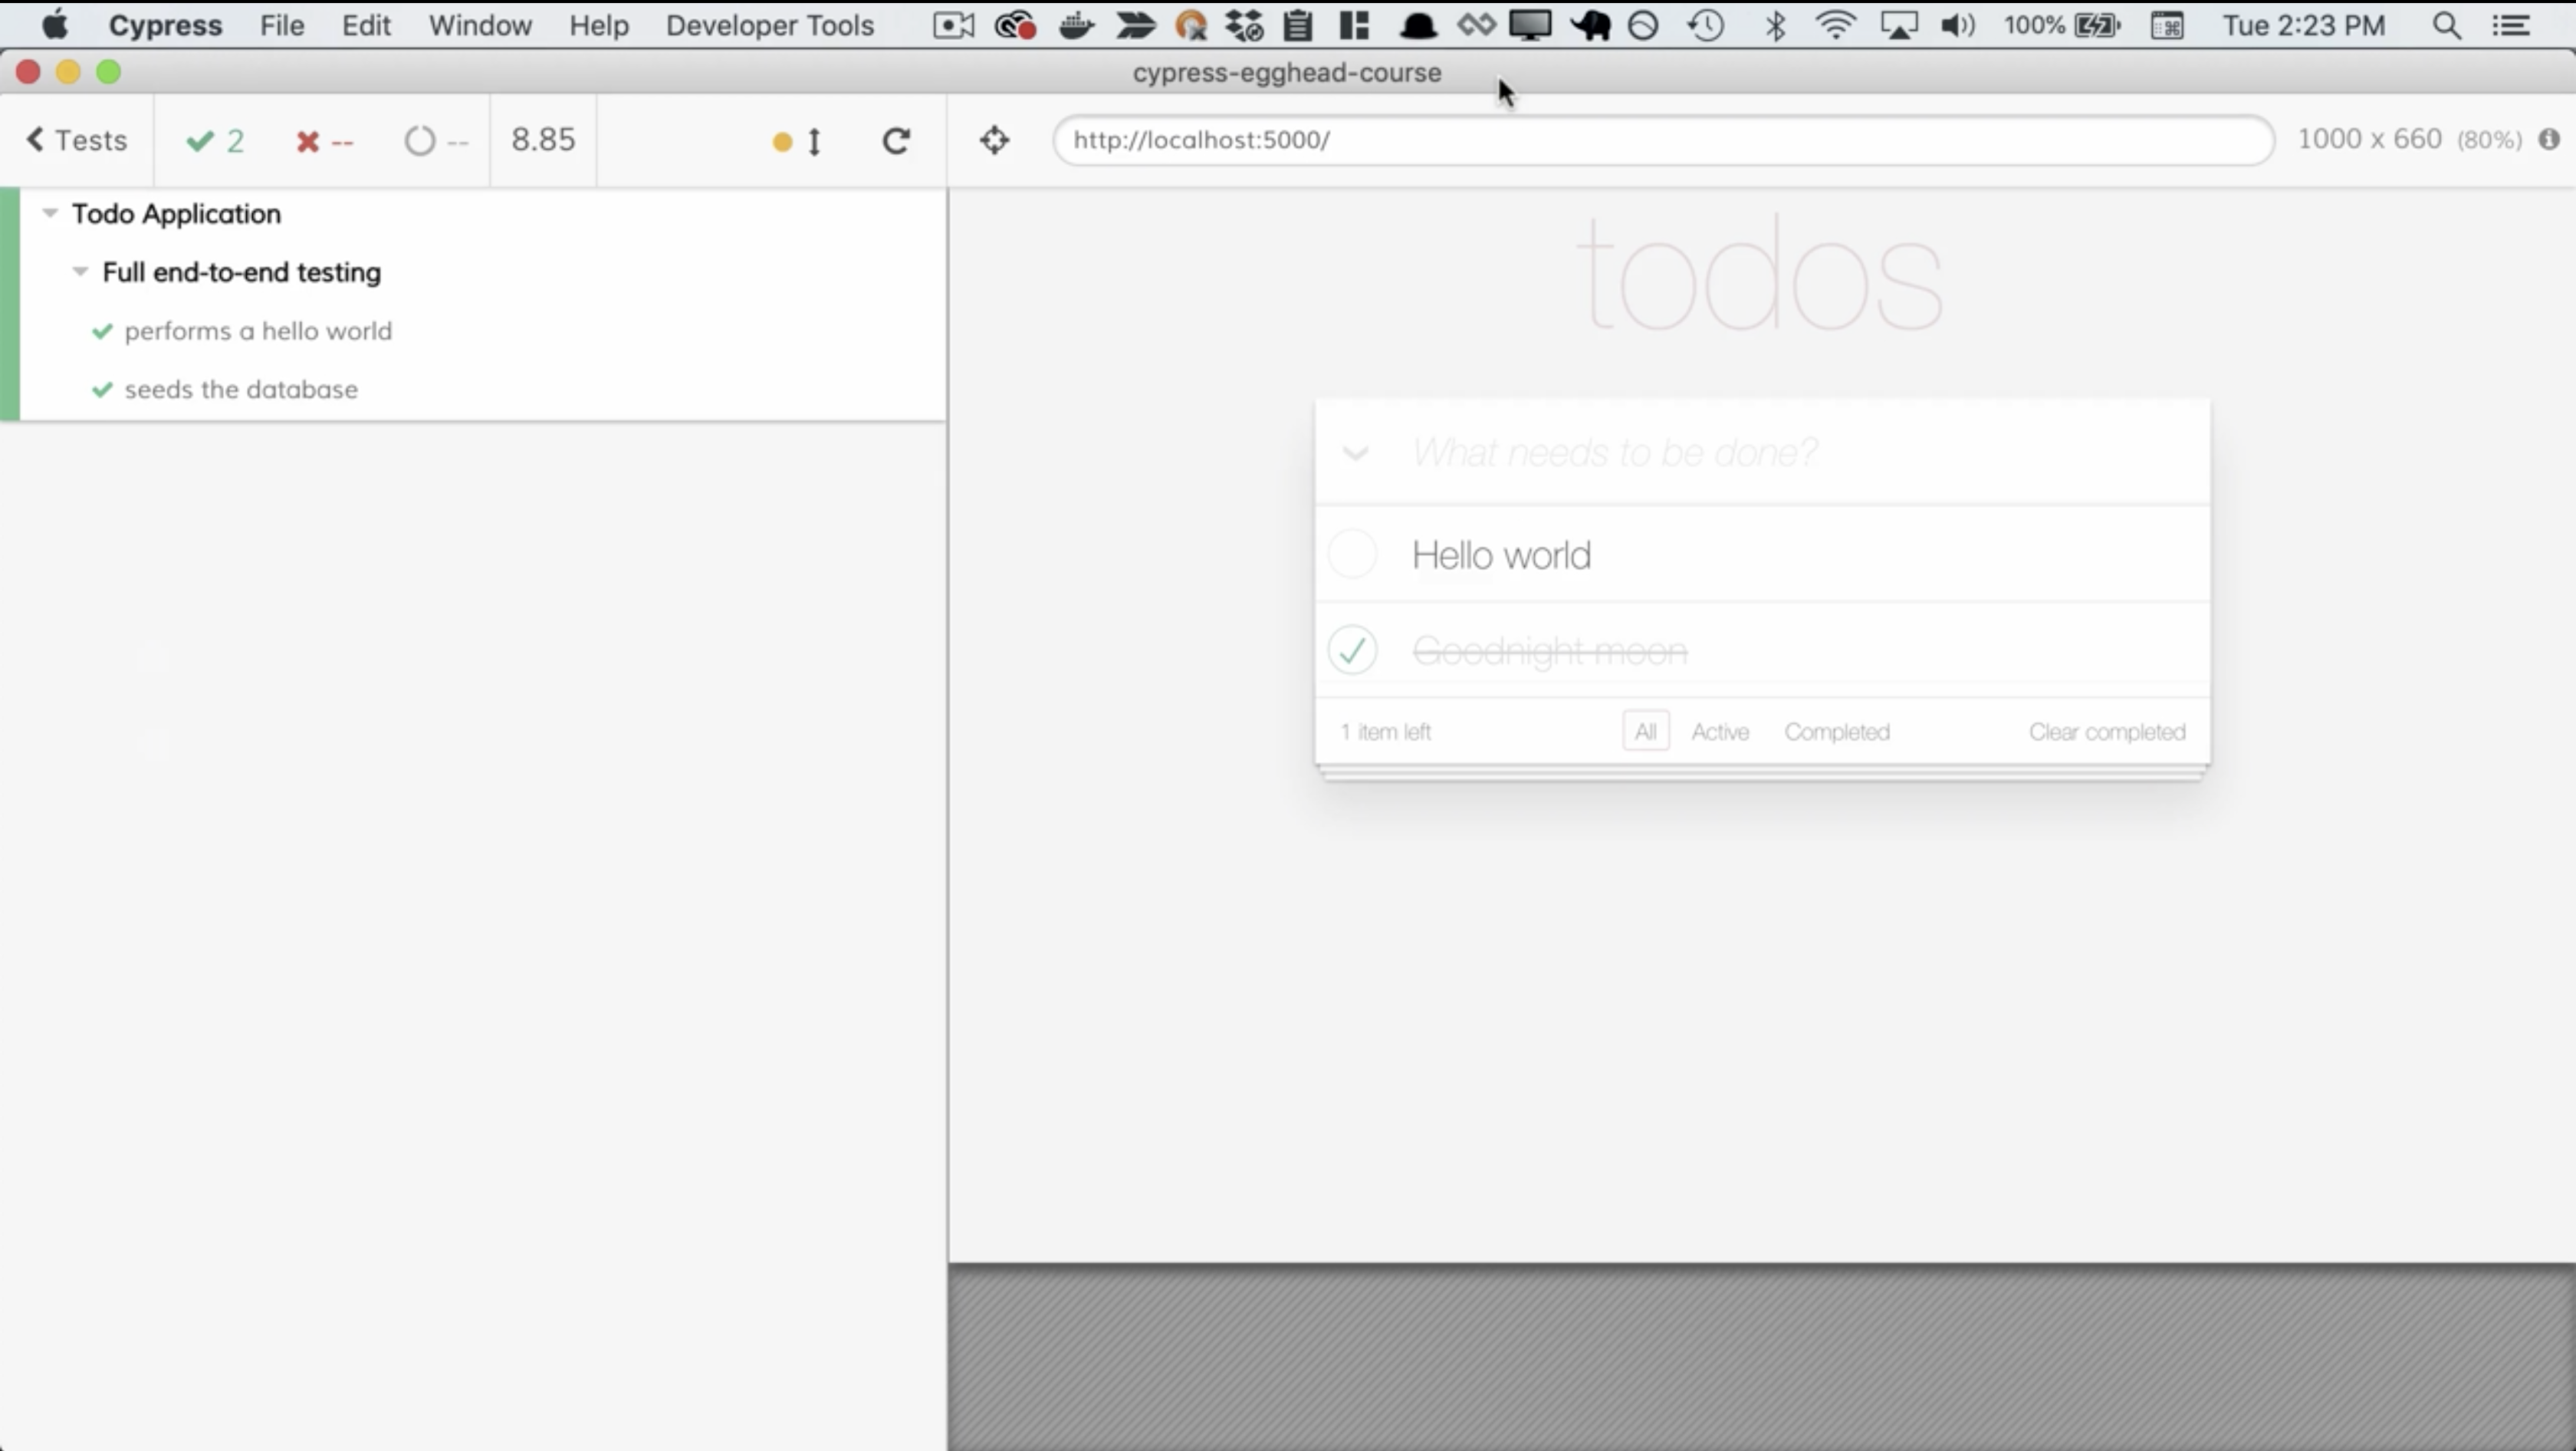 Cypress File Edit Window Help Developer Tools 100% Tue 2:23 PM
cypress-egghead-course
Tests 2 -- -- 8.85 http://localhost:5000/ 1000 x 660 (80%)
Todo Application
Full end-to-end testing
performs a hello world
seeds the database
todos
What needs to be done?
Hello world
Goodnight moon
1 item left All Active Completed Clear completed